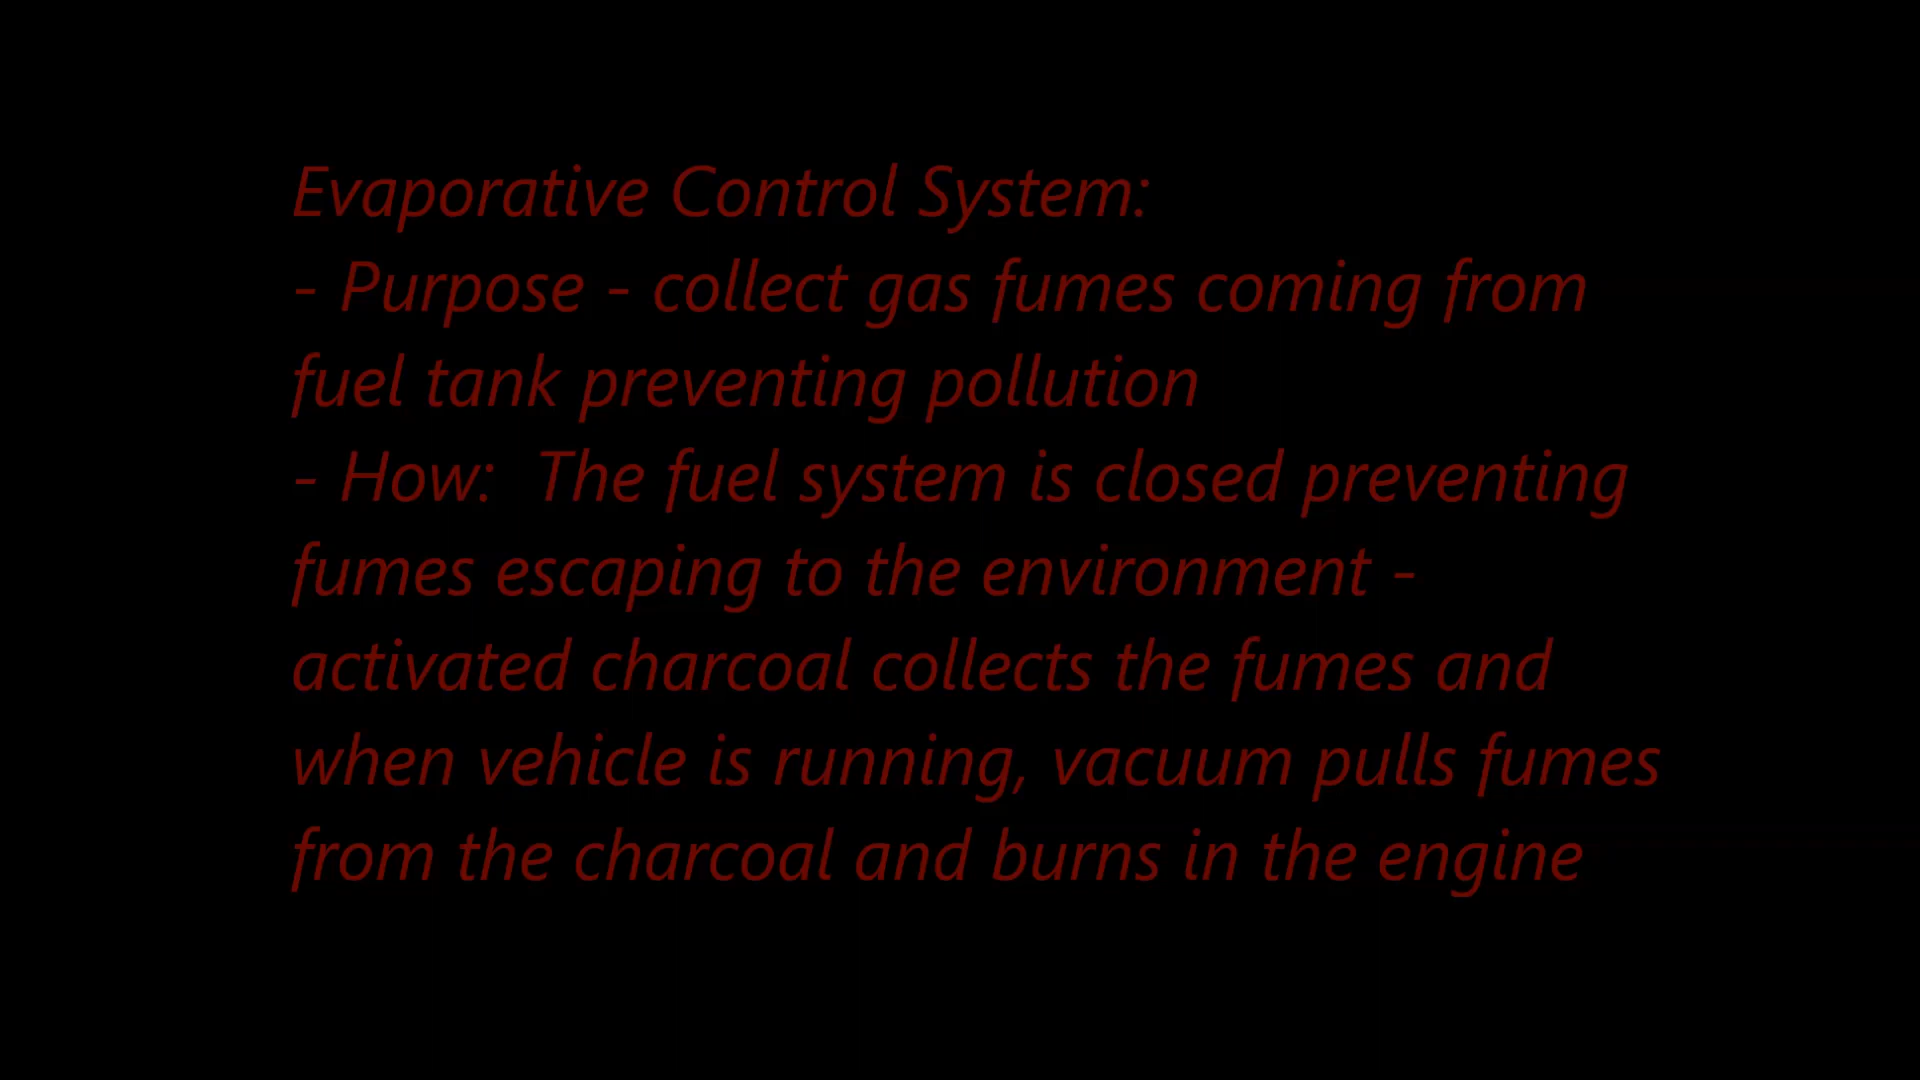 Evaporative Control System:
- Purpose - collect gas fumes coming from
fuel tank preventing pollution
- How:  The fuel system is closed preventing
fumes escaping to the environment -
activated charcoal collects the fumes and
when vehicle is running, vacuum pulls fumes
from the charcoal and burns in the engine